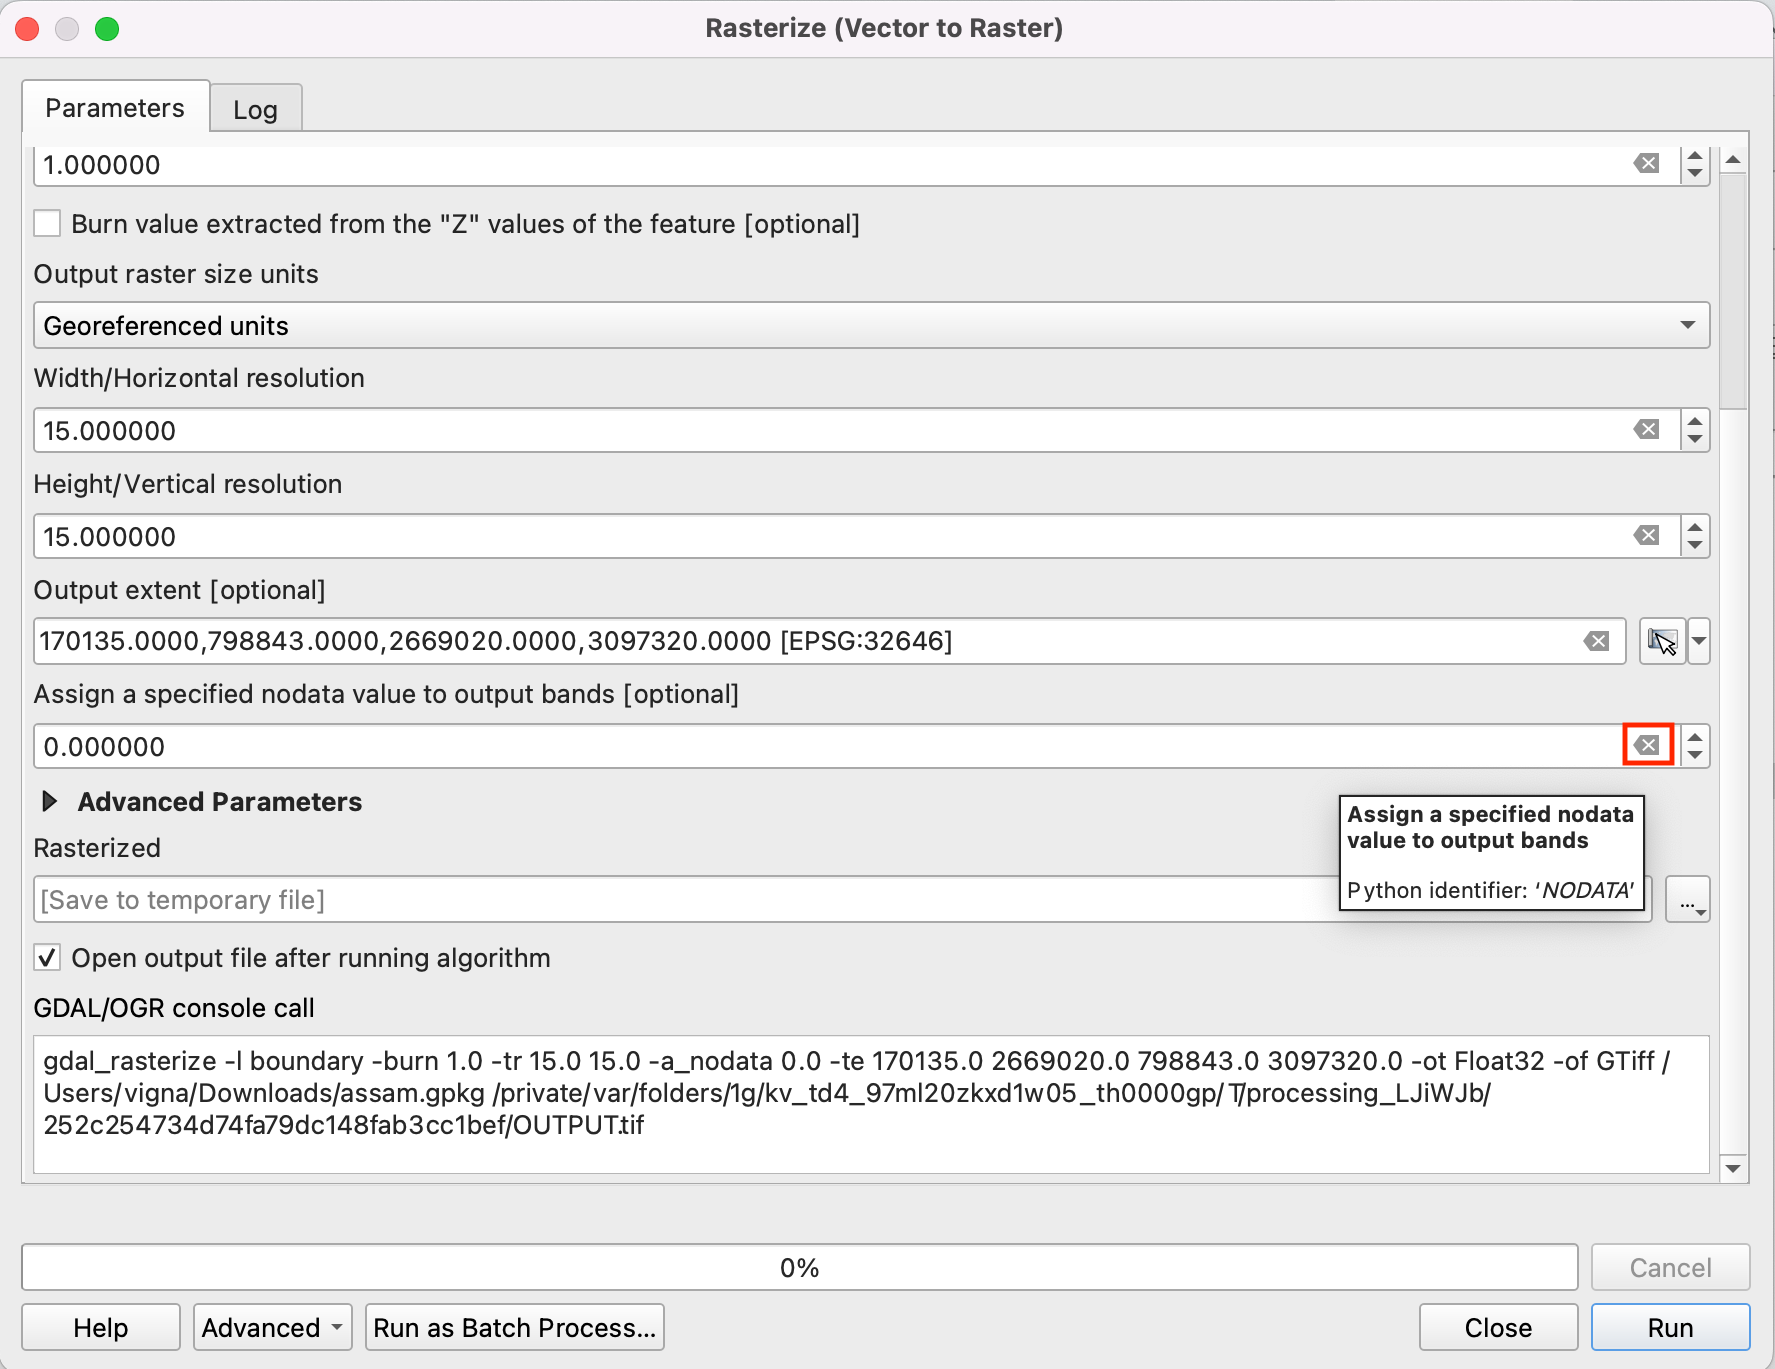 Rasterize (Vector to Raster)
Parameters
Log
1.000000
Burn value extracted from the "Z" values of the feature [optional]
Output raster size units
Georeferenced units
Width/Horizontal resolution
15.000000
Height/Vertical resolution
15.000000
Output extent [optional]
170135.0000,798843.0000,2669020.0000,3097320.0000 [EPSG:32646]
Assign a specified nodata value to output bands [optional]
0.000000
Advanced Parameters
Assign a specified nodata
value to output bands
Python identifier: 'NODATA'
Rasterized
[Save to temporary file]
...
Open output file after running algorithm
GDAL/OGR console call
gdal_rasterize -l boundary -burn 1.0 -tr 15.0 15.0 -a_nodata 0.0 -te 170135.0 2669020.0 798843.0 3097320.0 -ot Float32 -of GTiff /
Users/vigna/Downloads/assam.gpkg /private/var/folders/1g/kv_td4_97ml20zkxd1w05_th0000gp/T/processing_LJiWJb/
252c254734d74fa79dc148fab3cc1bef/OUTPUT.tif
0%
Cancel
Help
Advanced
Run as Batch Process...
Close
Run